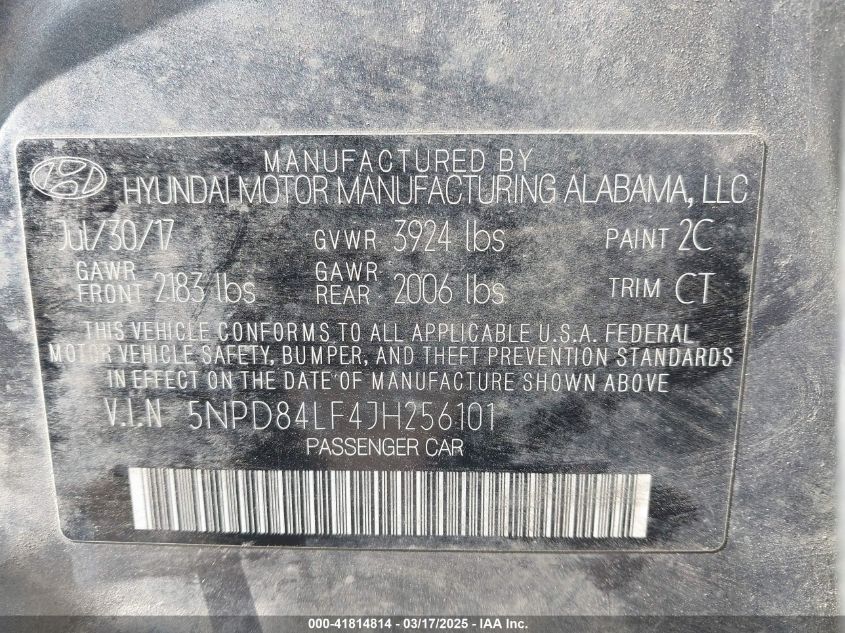 MANUFACTURED BY
HYUNDAI MOTOR MANUFACTURING ALABAMA, LLC
Jul/30/17 GVWR 3924 lbs PAINT 2C
GAWR FRONT 2183 lbs GAWR REAR 2006 lbs TRIM CT
THIS VEHICLE CONFORMS TO ALL APPLICABLE U.S.A. FEDERAL
MOTOR VEHICLE SAFETY, BUMPER, AND THEFT PREVENTION STANDARDS
IN EFFECT ON THE DATE OF MANUFACTURE SHOWN ABOVE
V.I.N 5NPD84LF4JH256101
PASSENGER CAR
000-41814814 - 03/17/2025 - IAA Inc.